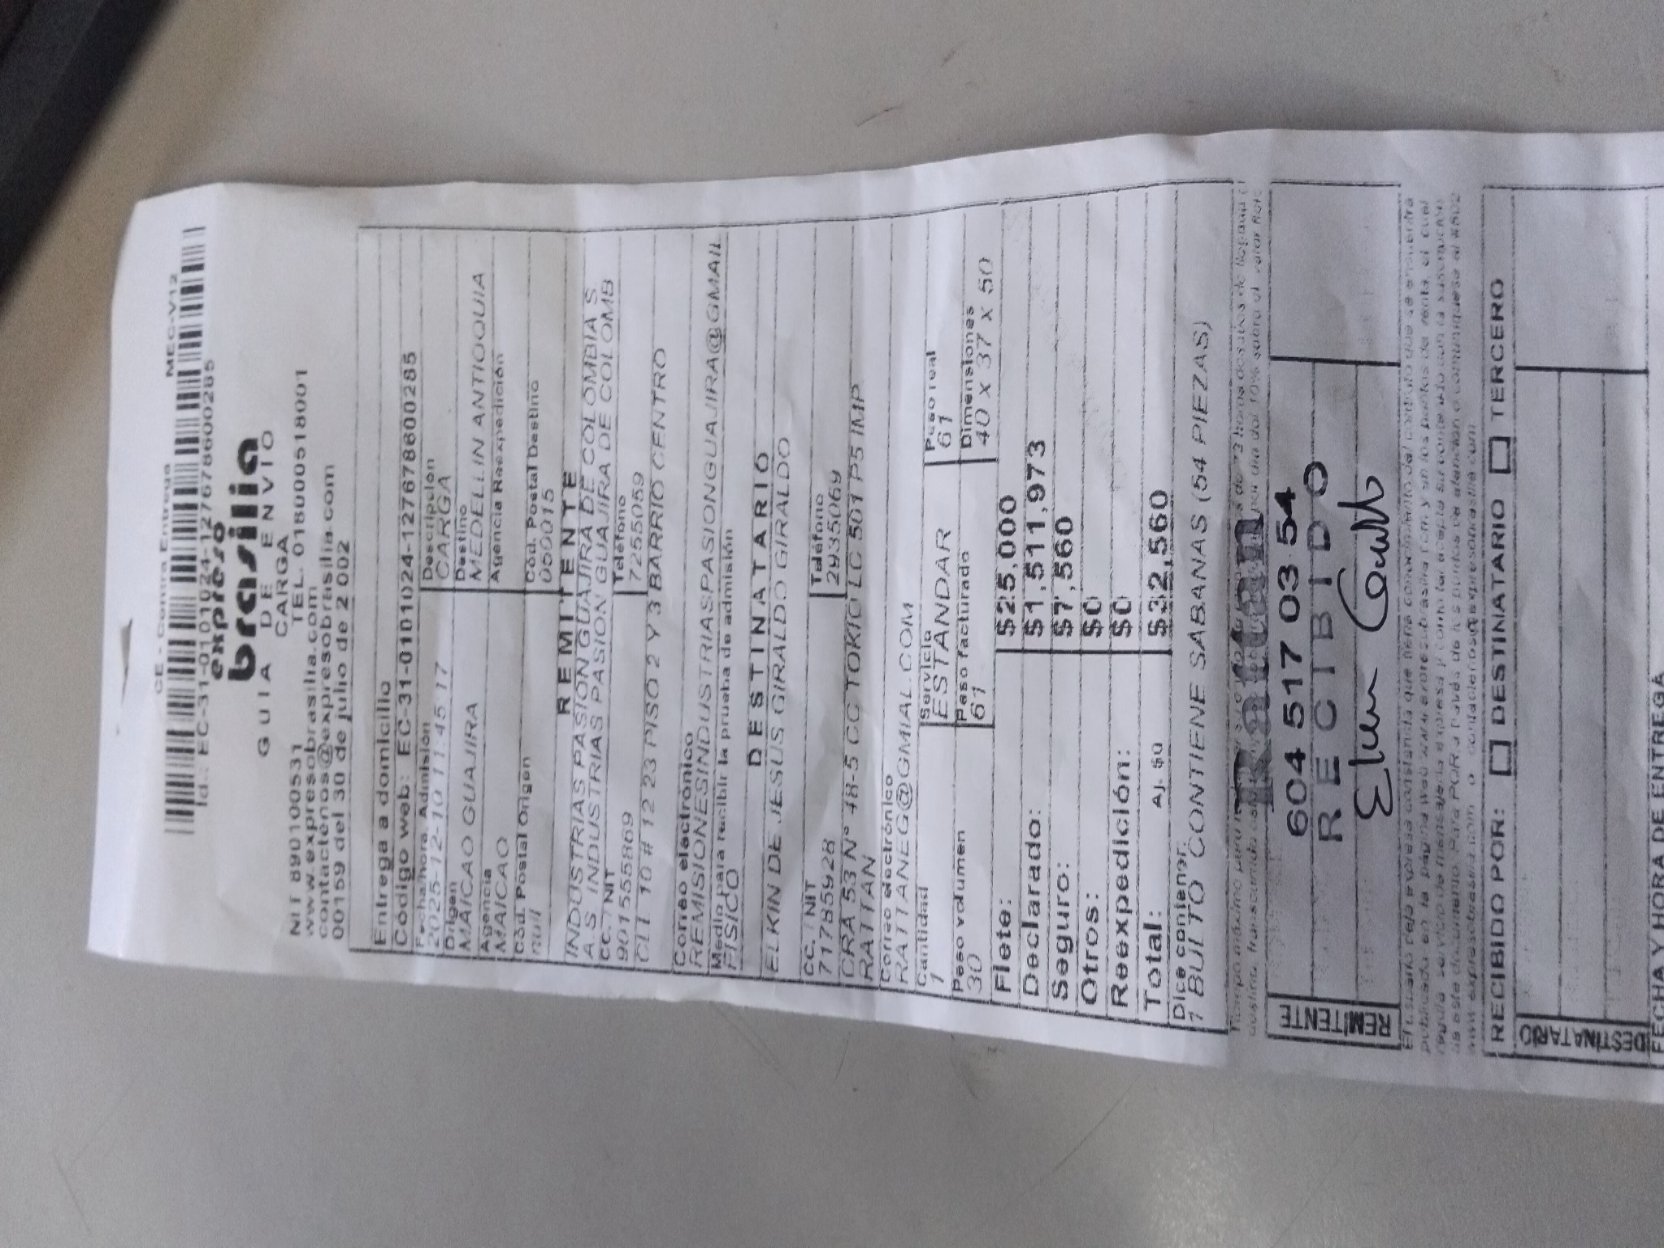 CE - Contra Entrega MEC-V12
Id.: EC-31-0101024-1276786002​85
expreso
brasilia
GUIA DE ENVIO
CARGA
NIT 890100531 TEL. 018000518001
www.expresobrasilia.com
contactenos@expresobrasilia.com
00159 del 30 de julio de 2002
Entrega a domicilio
Código web: EC-31-0101024-127678600285
Fecha/hora Admisión Descripción
2025-12-10 11:45:17 CARGA
Origen Destino
MAICAO GUAJIRA MEDELLIN ANTIOQUIA
Agencia Agencia Reexpedición
MAICAO
Cód. Postal Origen Cód. Postal Destino
null 050015
REMITENTE
INDUSTRIAS PASION GUAJIRA DE COLOMBIA S
A S INDUSTRIAS PASION GUAJIRA DE COLOMB
CC. / NIT Teléfono
901555869 7255059
CLL 10 # 12 23 PISO 2 Y 3 BARRIO CENTRO
Correo electrónico
REMISIONESINDUSTRIASPASIONGUAJIRA@GMAIL
Medio para recibir la prueba de admisión
FISICO
DESTINATARIO
ELKIN DE JESUS GIRALDO GIRALDO
CC. / NIT Teléfono
71785928 2935069
CRA 53 N° 48-5 CC TOKIO LC 501 P5 IMP
RATTAN
Correo electrónico
RATTANEG@GMIAL.COM
Cantidad Servicio Peso real
1 ESTANDAR 61
Peso volumen Peso facturado Dimensiones
30 61 40 x 37 x 50
Flete: $25,000
Declarado: $1,511,973
Seguro: $7,560
Otros: $0
Reexpedición: $0
Total: Aj. $0 $32,560
Dice contener:
1 BULTO CONTIENE SABANAS (54 PIEZAS)
Rattan
604 517 03 54
RECIBIDO
REMITENTE
RECIBIDO POR: DESTINATARIO TERCERO
DESTINATARIO
FECHA Y HORA DE ENTREGA